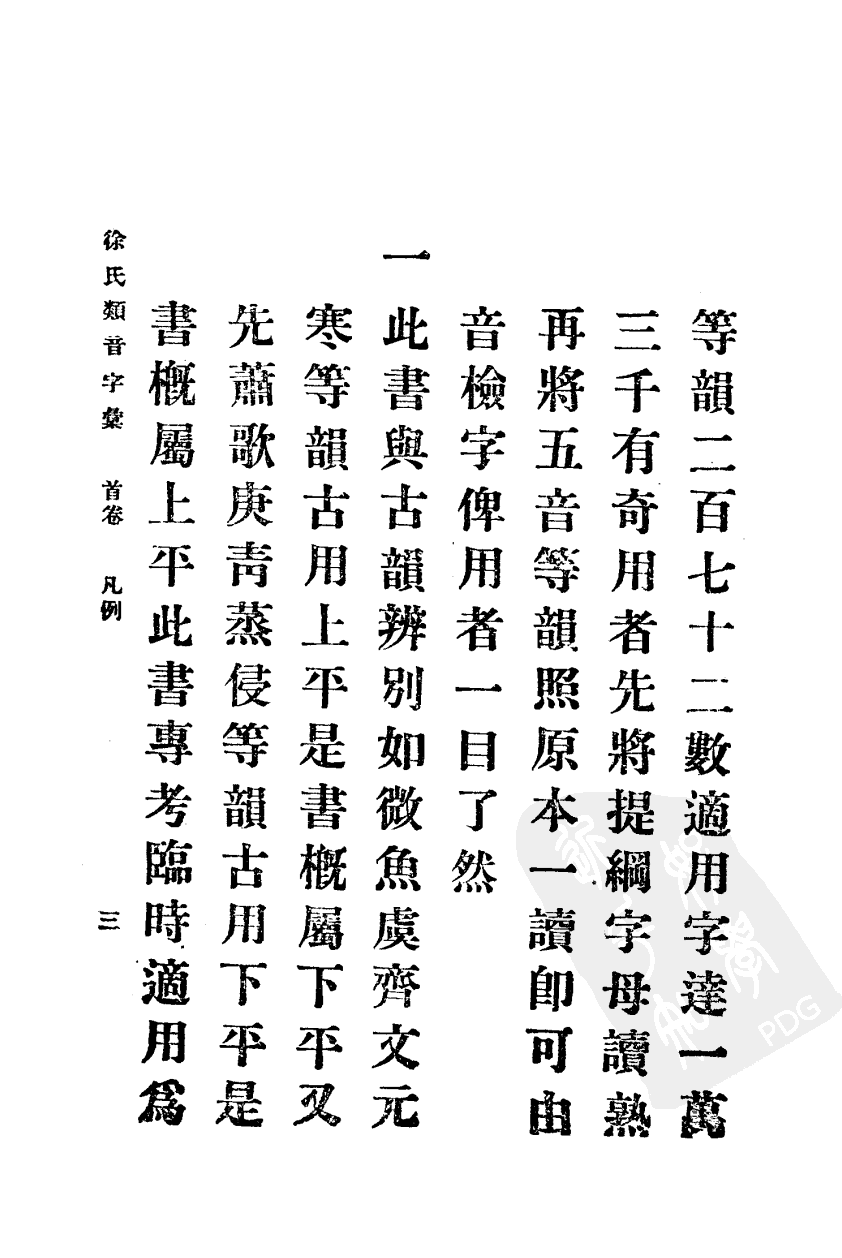 等韻二百七十二數適用字達一萬
三千有奇用者先將提綱字母讀熟
再將五音等韻照原本一讀卽可由
音檢字俾用者一目了然
一此書與古韻辨別如微魚虞齊文元
寒等韻古用上平是書槪屬下平又
先蕭歌庚靑蒸侵等韻古用下平是
書槪屬上平此書專考臨時適用爲
徐氏類音字彙 首卷 凡例 三
PDG